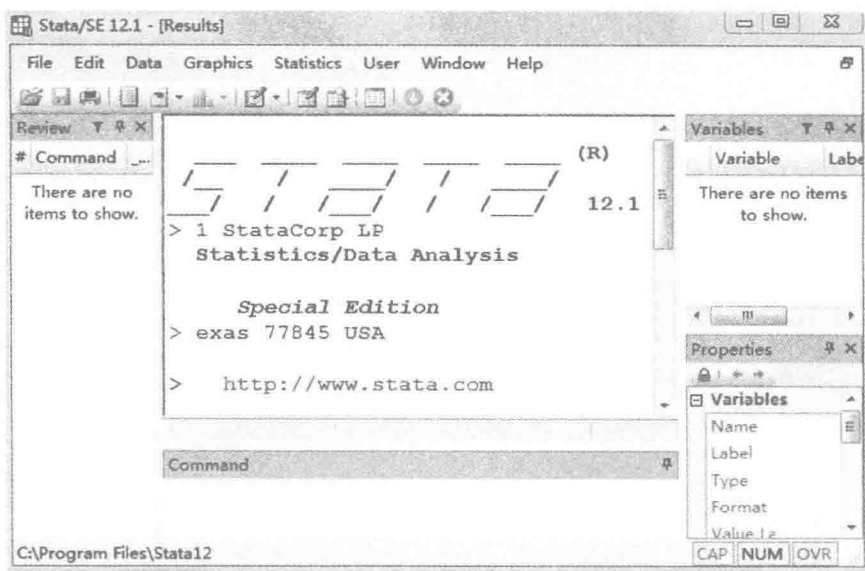 Stata/SE 12.1 - [Results]
File Edit Data Graphics Statistics User Window Help
Review
# Command _...
There are no
items to show.
(R)
12.1
> 1 StataCorp LP
Statistics/Data Analysis
Special Edition
> exas 77845 USA
> http://www.stata.com
Command
Variables
Variable Labe
There are no items
to show.
Properties
Variables
Name
Label
Type
Format
Value La
C:\Program Files\Stata12
CAP NUM OVR